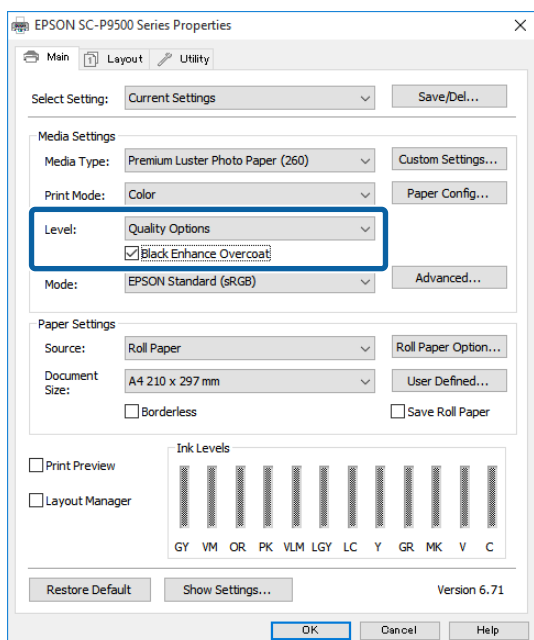 EPSON SC-P9500 Series Properties
Main
Layout
Utility
Select Setting: Current Settings Save/Del...
Media Settings
Media Type: Premium Luster Photo Paper (260) Custom Settings...
Print Mode: Color Paper Config...
Level: Quality Options
Black Enhance Overcoat
Mode: EPSON Standard (sRGB) Advanced...
Paper Settings
Source: Roll Paper Roll Paper Option...
Document
Size: A4 210 x 297 mm User Defined...
Borderless Save Roll Paper
Ink Levels
Print Preview
Layout Manager
GY VM OR PK VLM LGY LC Y GR MK V C
Restore Default Show Settings... Version 6.71
OK Cancel Help